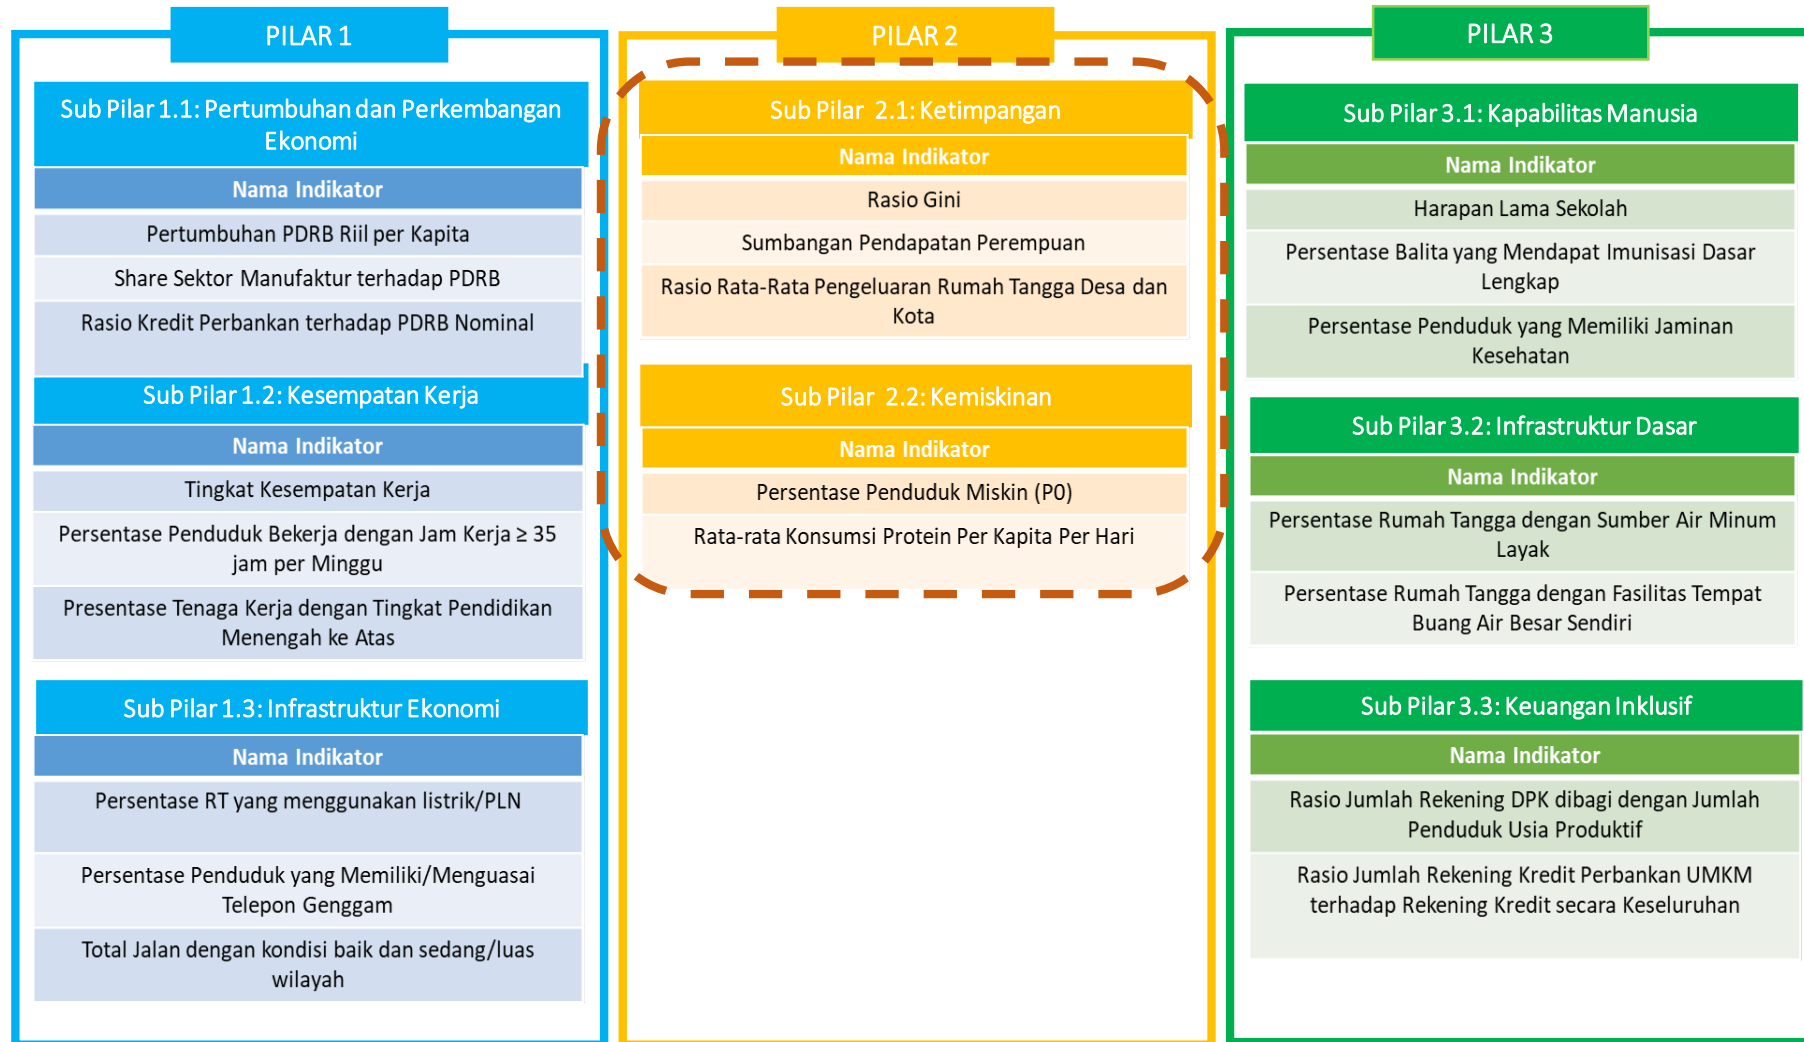 PILAR 1
Sub Pilar 1.1: Pertumbuhan dan Perkembangan
Ekonomi
Nama Indikator
Pertumbuhan PDRB Riil per Kapita
Share Sektor Manufaktur terhadap PDRB
Rasio Kredit Perbankan terhadap PDRB Nominal
Sub Pilar 1.2: Kesempatan Kerja
Nama Indikator
Tingkat Kesempatan Kerja
Persentase Penduduk Bekerja dengan Jam Kerja ≥ 35
jam per Minggu
Presentase Tenaga Kerja dengan Tingkat Pendidikan
Menengah ke Atas
Sub Pilar 1.3: Infrastruktur Ekonomi
Nama Indikator
Persentase RT yang menggunakan listrik/PLN
Persentase Penduduk yang Memiliki/Menguasai
Telepon Genggam
Total Jalan dengan kondisi baik dan sedang/luas
wilayah
PILAR 2
Sub Pilar 2.1: Ketimpangan
Nama Indikator
Rasio Gini
Sumbangan Pendapatan Perempuan
Rasio Rata-Rata Pengeluaran Rumah Tangga Desa dan
Kota
Sub Pilar 2.2: Kemiskinan
Nama Indikator
Persentase Penduduk Miskin (P0)
Rata-rata Konsumsi Protein Per Kapita Per Hari
PILAR 3
Sub Pilar 3.1: Kapabilitas Manusia
Nama Indikator
Harapan Lama Sekolah
Persentase Balita yang Mendapat Imunisasi Dasar
Lengkap
Persentase Penduduk yang Memiliki Jaminan
Kesehatan
Sub Pilar 3.2: Infrastruktur Dasar
Nama Indikator
Persentase Rumah Tangga dengan Sumber Air Minum
Layak
Persentase Rumah Tangga dengan Fasilitas Tempat
Buang Air Besar Sendiri
Sub Pilar 3.3: Keuangan Inklusif
Nama Indikator
Rasio Jumlah Rekening DPK dibagi dengan Jumlah
Penduduk Usia Produktif
Rasio Jumlah Rekening Kredit Perbankan UMKM
terhadap Rekening Kredit secara Keseluruhan